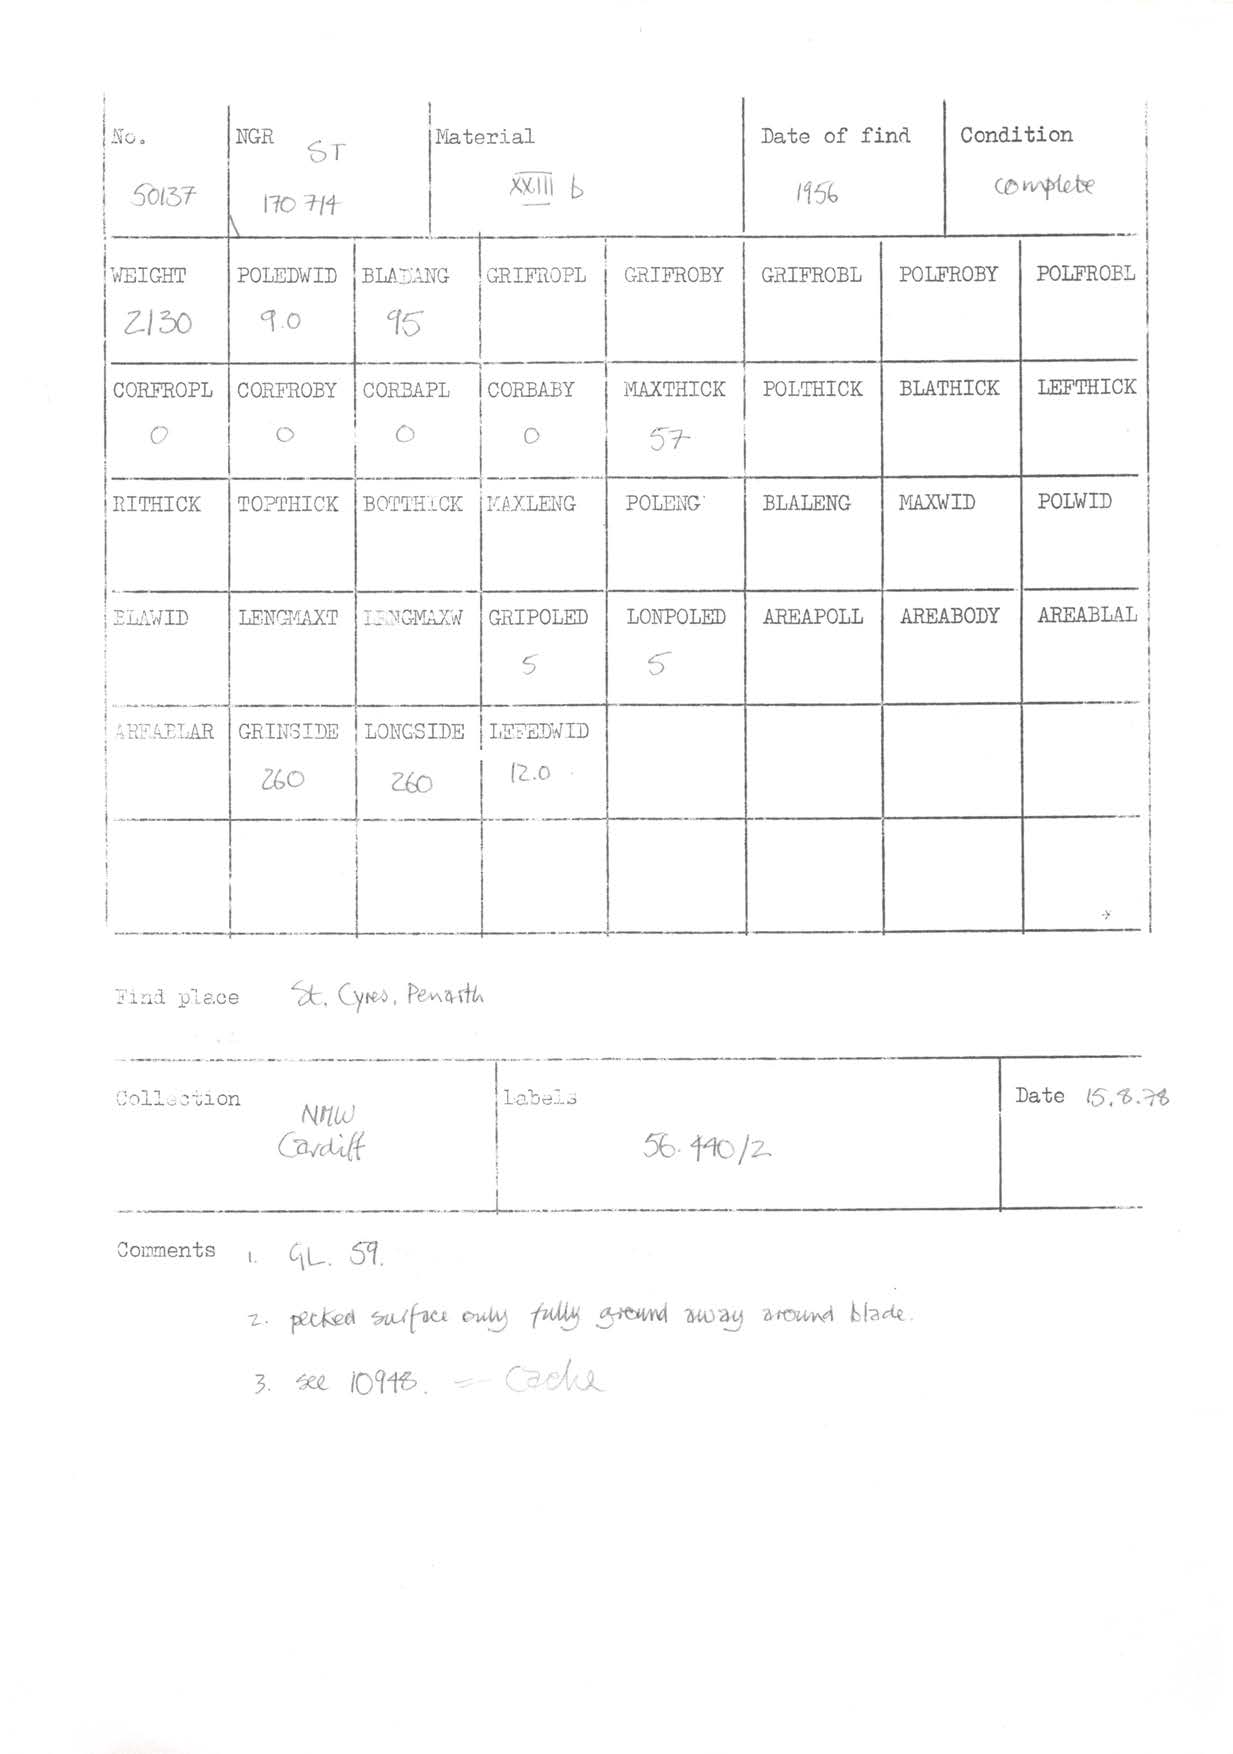 No. NGR ST Material Date of find Condition
50137 170 714 XXIII b 1956 complete
WEIGHT POLEDWID BLADANG GRIFROPL GRIFROBY GRIFROBL POLFROBY POLFROBL
2130 9.0 95
CORFROPL CORFROBY CORBAPL CORBABY MAXTHICK POLTHICK BLATHICK LEFTHICK
0 0 0 0 57
RITHICK TOPTHICK BOTTHICK MAXLENG POLENG BLALENG MAXWID POLWID
BLAWID LENGMAXT LENGMAXW GRIPOLED LONPOLED AREAPOLL AREABODY AREABLAL
5 5
AREABLAR GRINSIDE LONGSIDE LEFEDWID
260 260 12.0
Find place St. Cyres, Penarth
Collection NMW Labels Date 15.8.78
Cardiff 56.440/2
Comments 1. GL. 59.
2. pecked surface only fully ground away around blade.
3. see 10948. = Cache